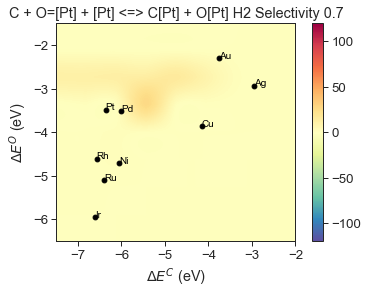 C + O=[Pt] + [Pt] <=> C[Pt] + O[Pt] H2 Selectivity 0.7
−2
−3
−4
−5
−6
ΔE^O (eV)
Au
Ag
Pt
Pd
Cu
Rh
Ni
Ru
Ir
−7
−6
−5
−4
−3
−2
ΔE^C (eV)
100
50
0
−50
−100